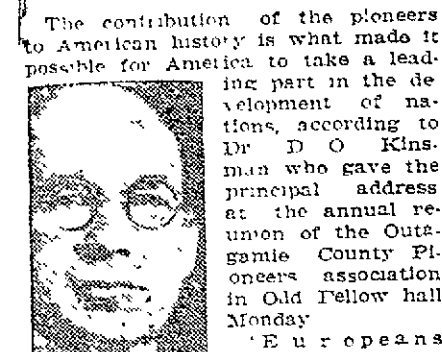 The contribution of the pioneers
to American history is what made it
possible for America to take a lead-
ing part in the de
velopment of na-
tions, according to
Dr D O Kins-
man who gave the
principal address
at the annual re-
union of the Outa-
gamie County Pi-
oneers association
in Odd Fellow hall
Monday
'Europeans